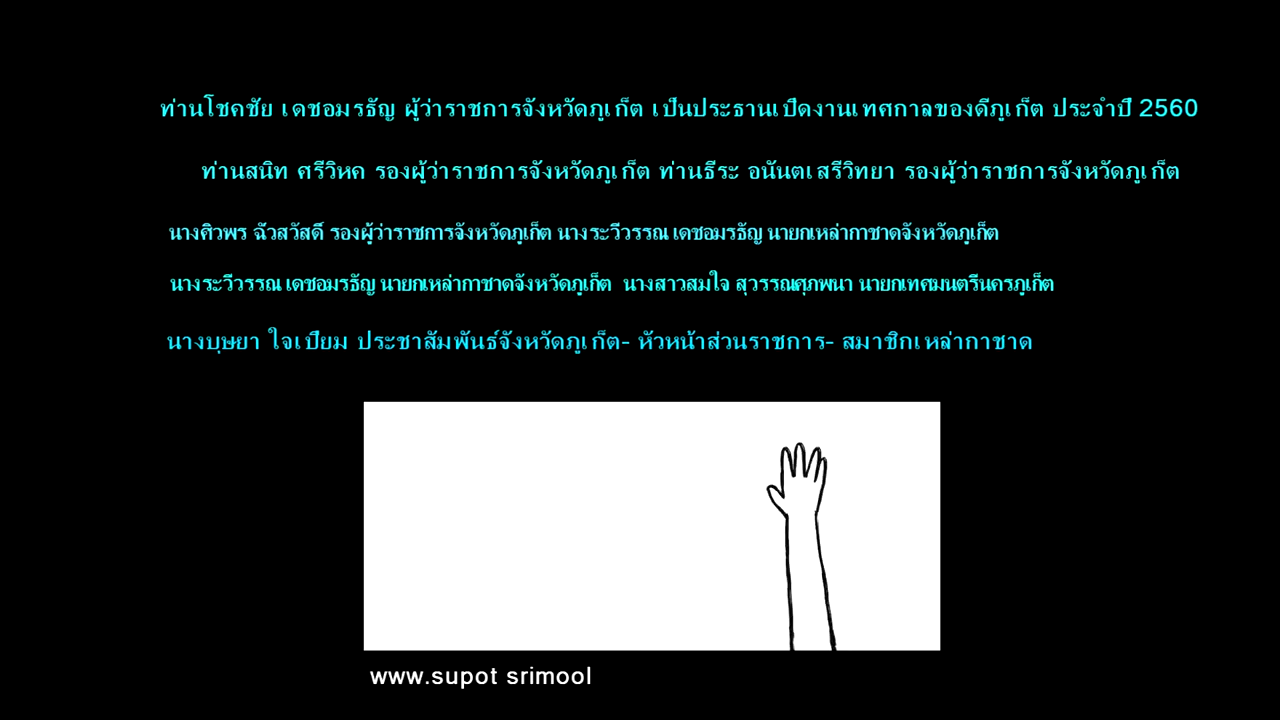 ท่านโชคชัย เดชอมรธัญ ผู้ว่าราชการจังหวัดภูเก็ต เป็นประธานเปิดงานเทศกาลของดีภูเก็ต ประจำปี 2560
ท่านสนิท ศรีวิหค รองผู้ว่าราชการจังหวัดภูเก็ต ท่านธีระ อนันตเสรีวิทยา รองผู้ว่าราชการจังหวัดภูเก็ต
นางศิวพร ฉั่วสวัสดิ์ รองผู้ว่าราชการจังหวัดภูเก็ต นางระวีวรรณ เดชอมรธัญ นายกเหล่ากาชาดจังหวัดภูเก็ต
นางระวีวรรณ เดชอมรธัญ นายกเหล่ากาชาดจังหวัดภูเก็ต นางสาวสมใจ สุวรรณศุภพนา นายกเทศมนตรีนครภูเก็ต
นางบุษยา ใจเปี่ยม ประชาสัมพันธ์จังหวัดภูเก็ต- หัวหน้าส่วนราชการ- สมาชิกเหล่ากาชาด
www.supot srimool